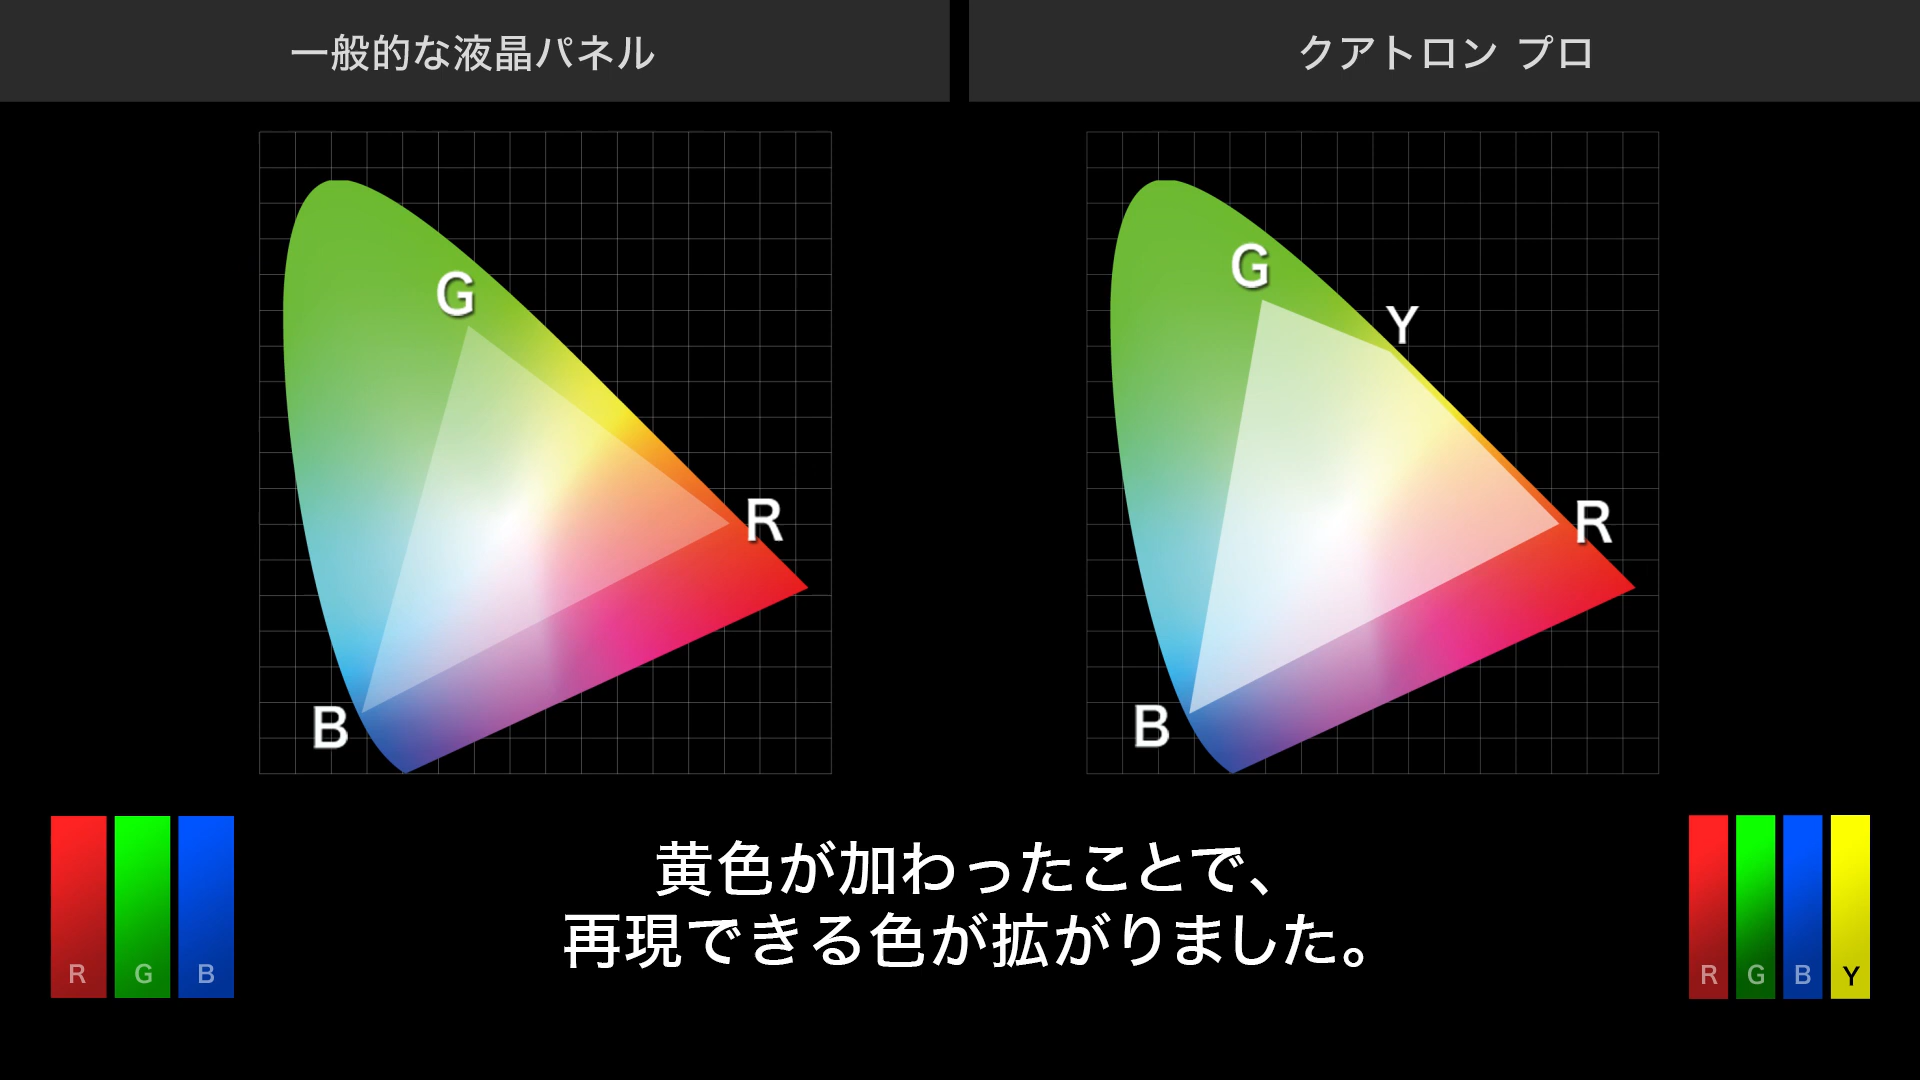 一般的な液晶パネル
クアトロン プロ
G
R
B
G
Y
R
B
R G B
黄色が加わったことで、
再現できる色が拡がりました。
R G B Y